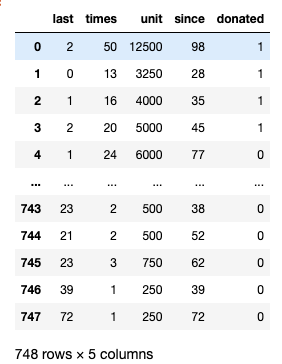 last times unit since donated
0 2 50 12500 98 1
1 0 13 3250 28 1
2 1 16 4000 35 1
3 2 20 5000 45 1
4 1 24 6000 77 0
... ... ... ... ... ...
743 23 2 500 38 0
744 21 2 500 52 0
745 23 3 750 62 0
746 39 1 250 39 0
747 72 1 250 72 0
748 rows × 5 columns